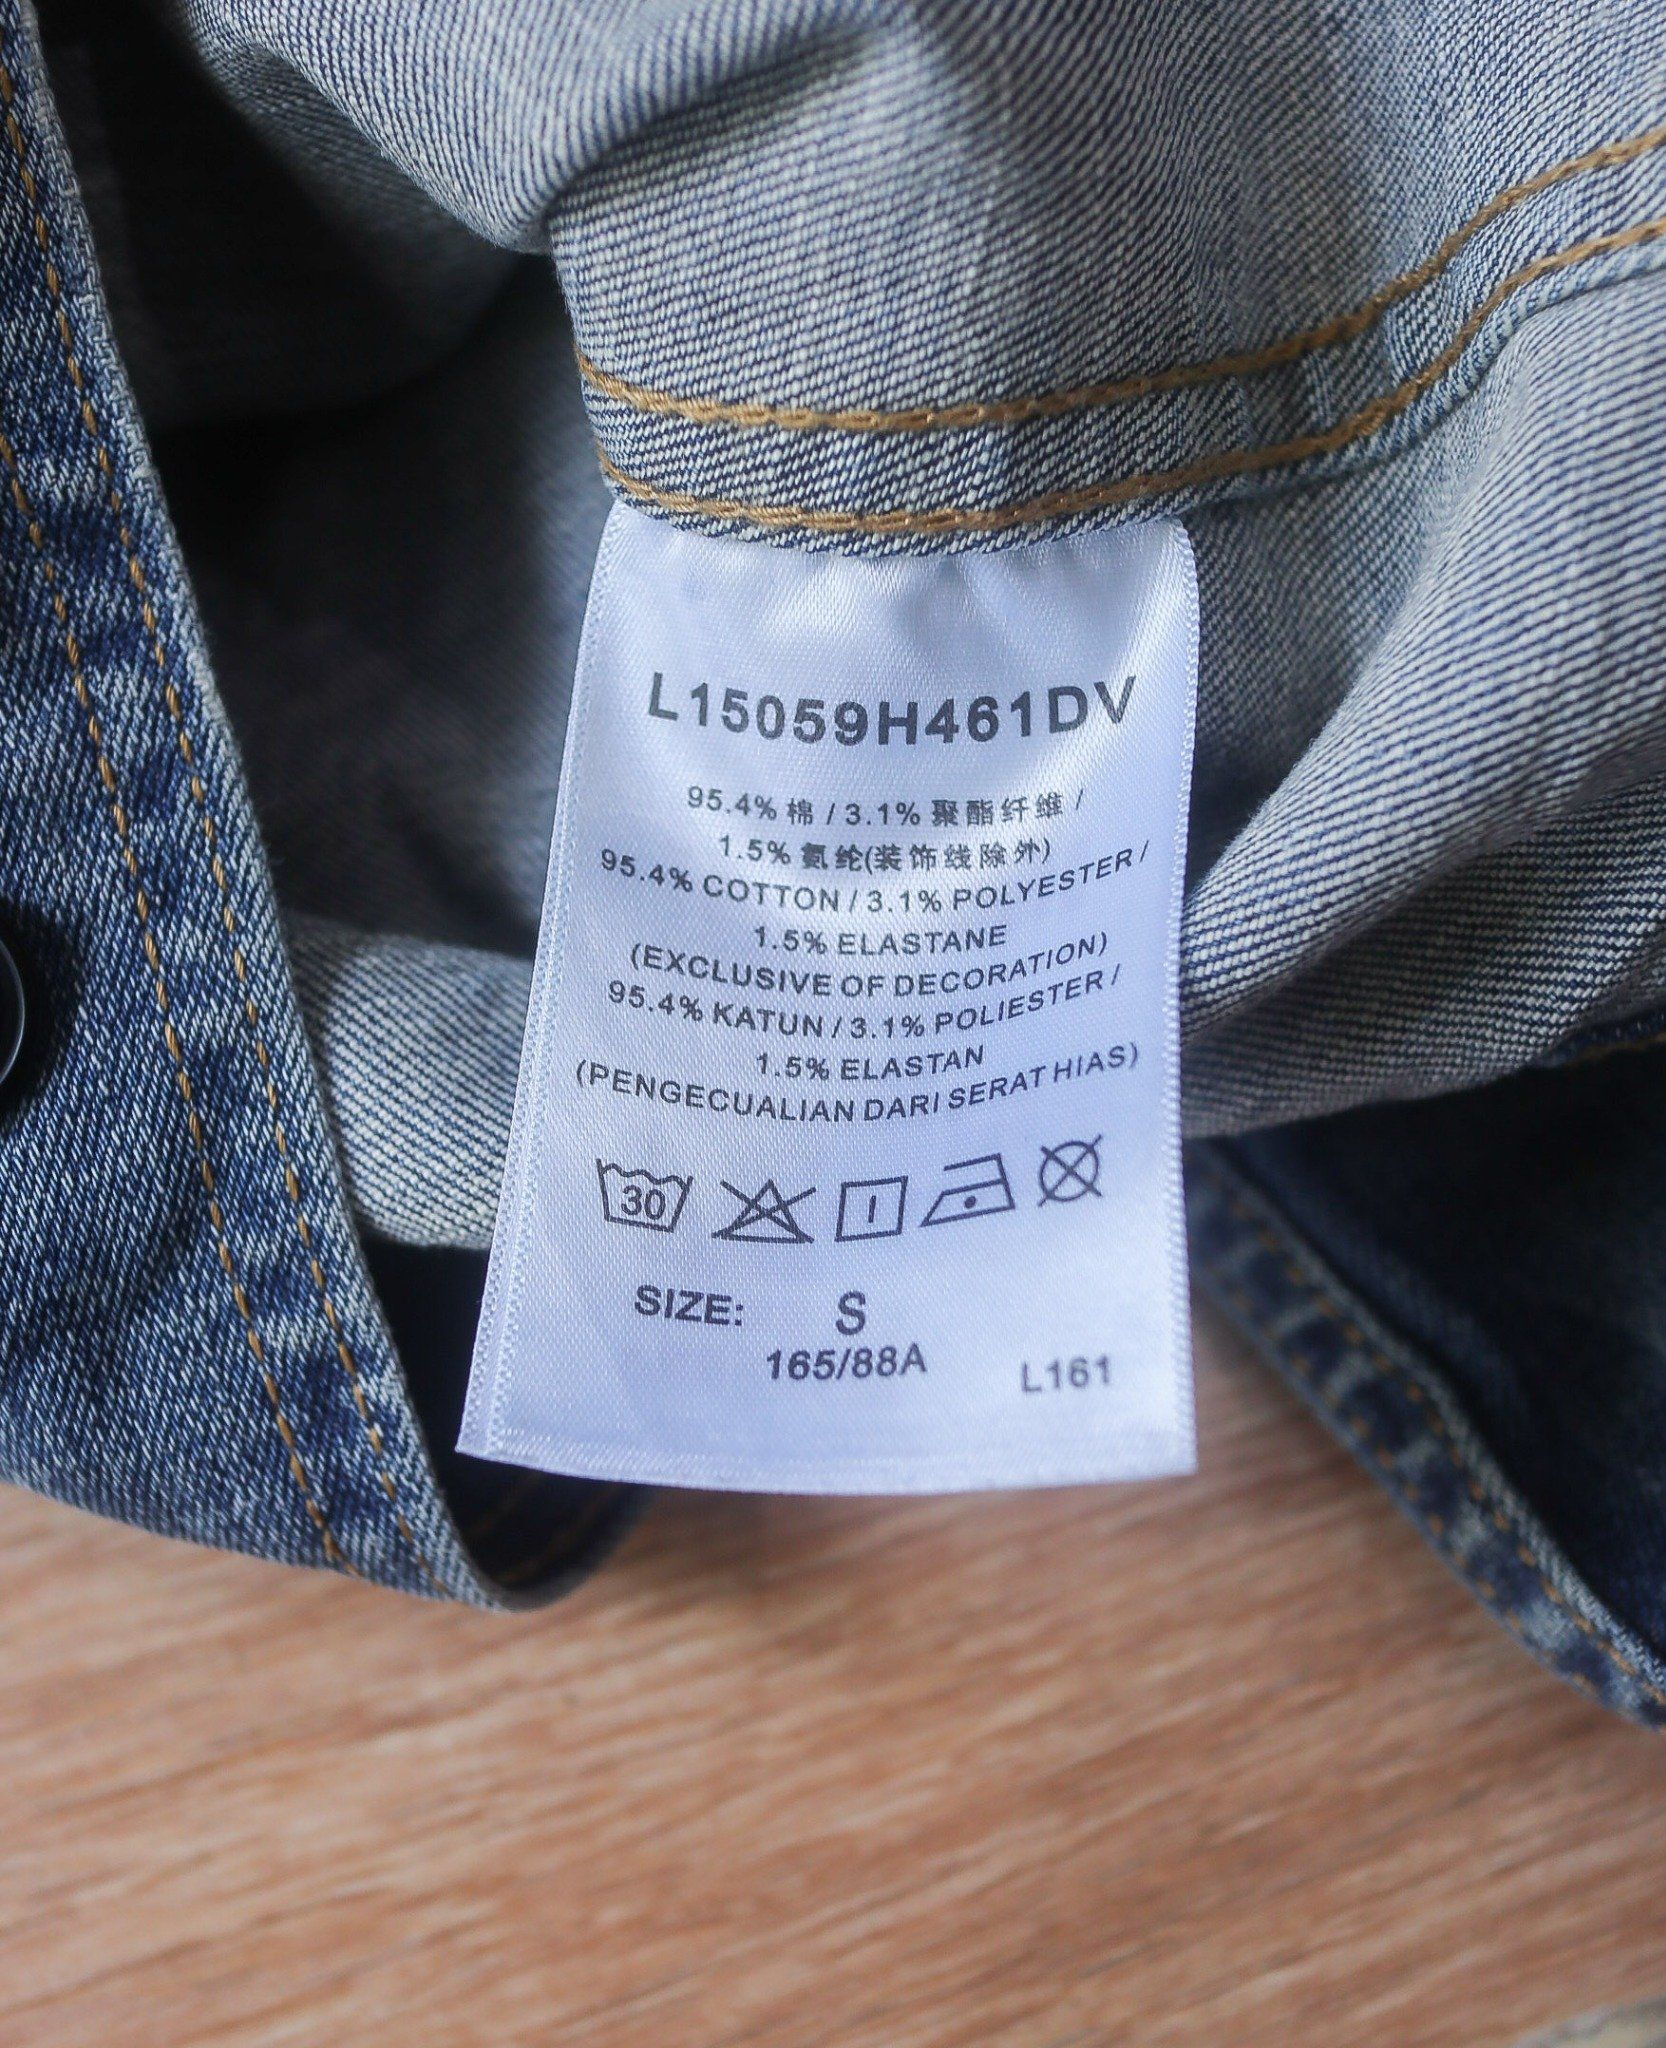 L15059H461DV
95.4% 棉 / 3.1% 聚酯纤维 /
1.5% 氨纶(装饰线除外)
95.4% COTTON / 3.1% POLYESTER /
1.5% ELASTANE
(EXCLUSIVE OF DECORATION)
95.4% KATUN / 3.1% POLIESTER /
1.5% ELASTAN
(PENGECUALIAN DARI SERAT HIAS)
30
SIZE: S
165/88A
L161